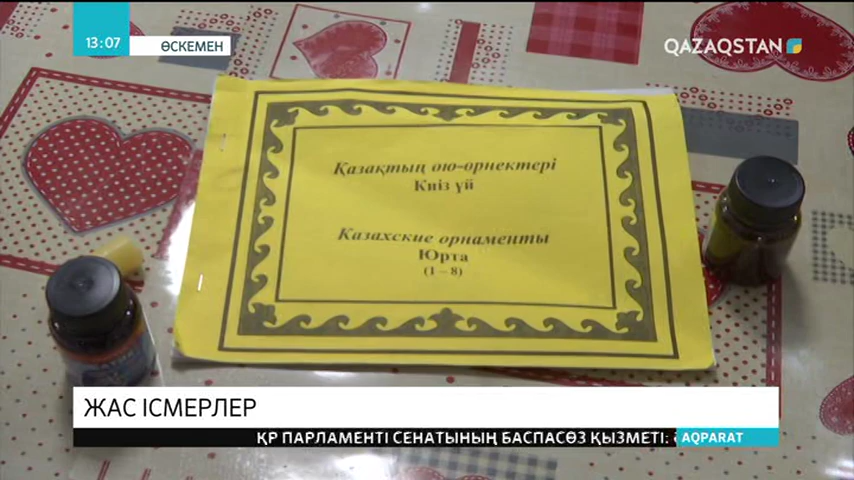 13:07
ӨСКЕМЕН
QAZAQSTAN
Қазақтың ою-өрнектері
Киіз үй
Казахские орнаменты
Юрта
(1 – 8)
ЖАС ІСМЕРЛЕР
ҚР ПАРЛАМЕНТІ СЕНАТЫНЫҢ БАСПАСӨЗ ҚЫЗМЕТІ:
AQPARAT